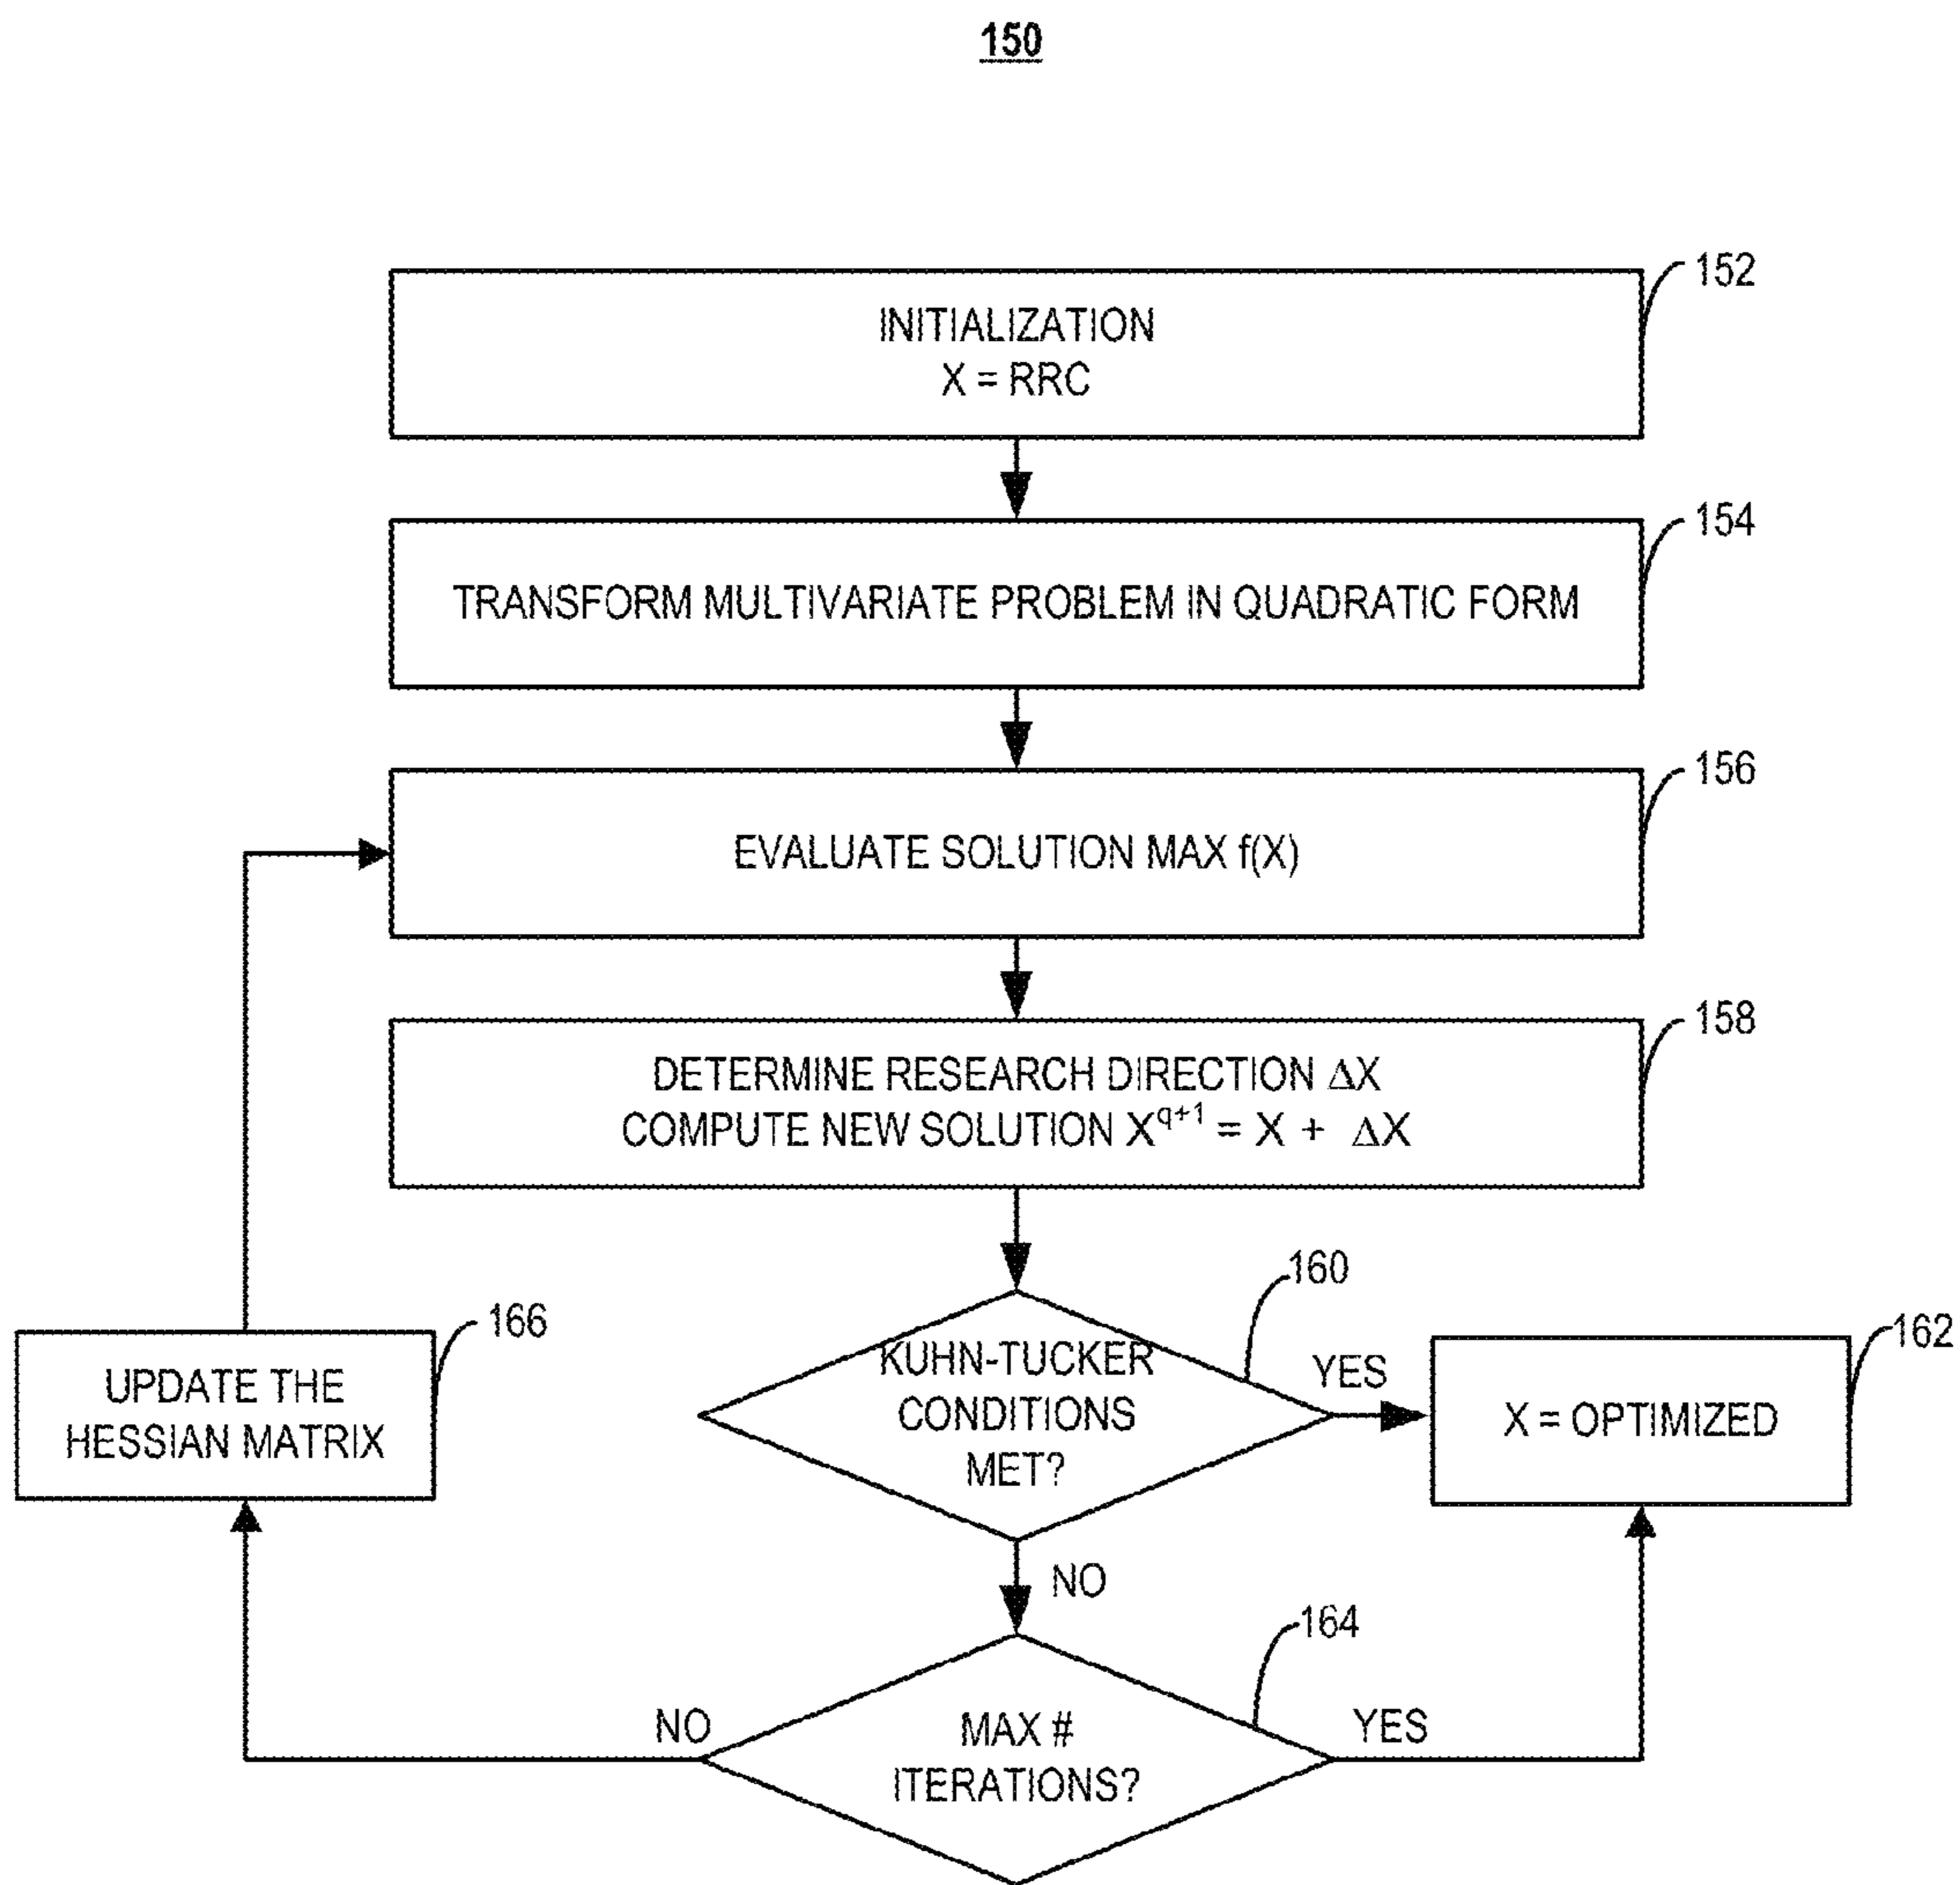 150
152
INITIALIZATION
X = RRC
154
TRANSFORM MULTIVARIATE PROBLEM IN QUADRATIC FORM
156
EVALUATE SOLUTION MAX f(X)
158
DETERMINE RESEARCH DIRECTION ΔX
COMPUTE NEW SOLUTION X^{q+1} = X + ΔX
160
KUHN-TUCKER
CONDITIONS
MET?
YES
162
X = OPTIMIZED
166
UPDATE THE
HESSIAN MATRIX
NO
164
MAX #
ITERATIONS?
NO
YES